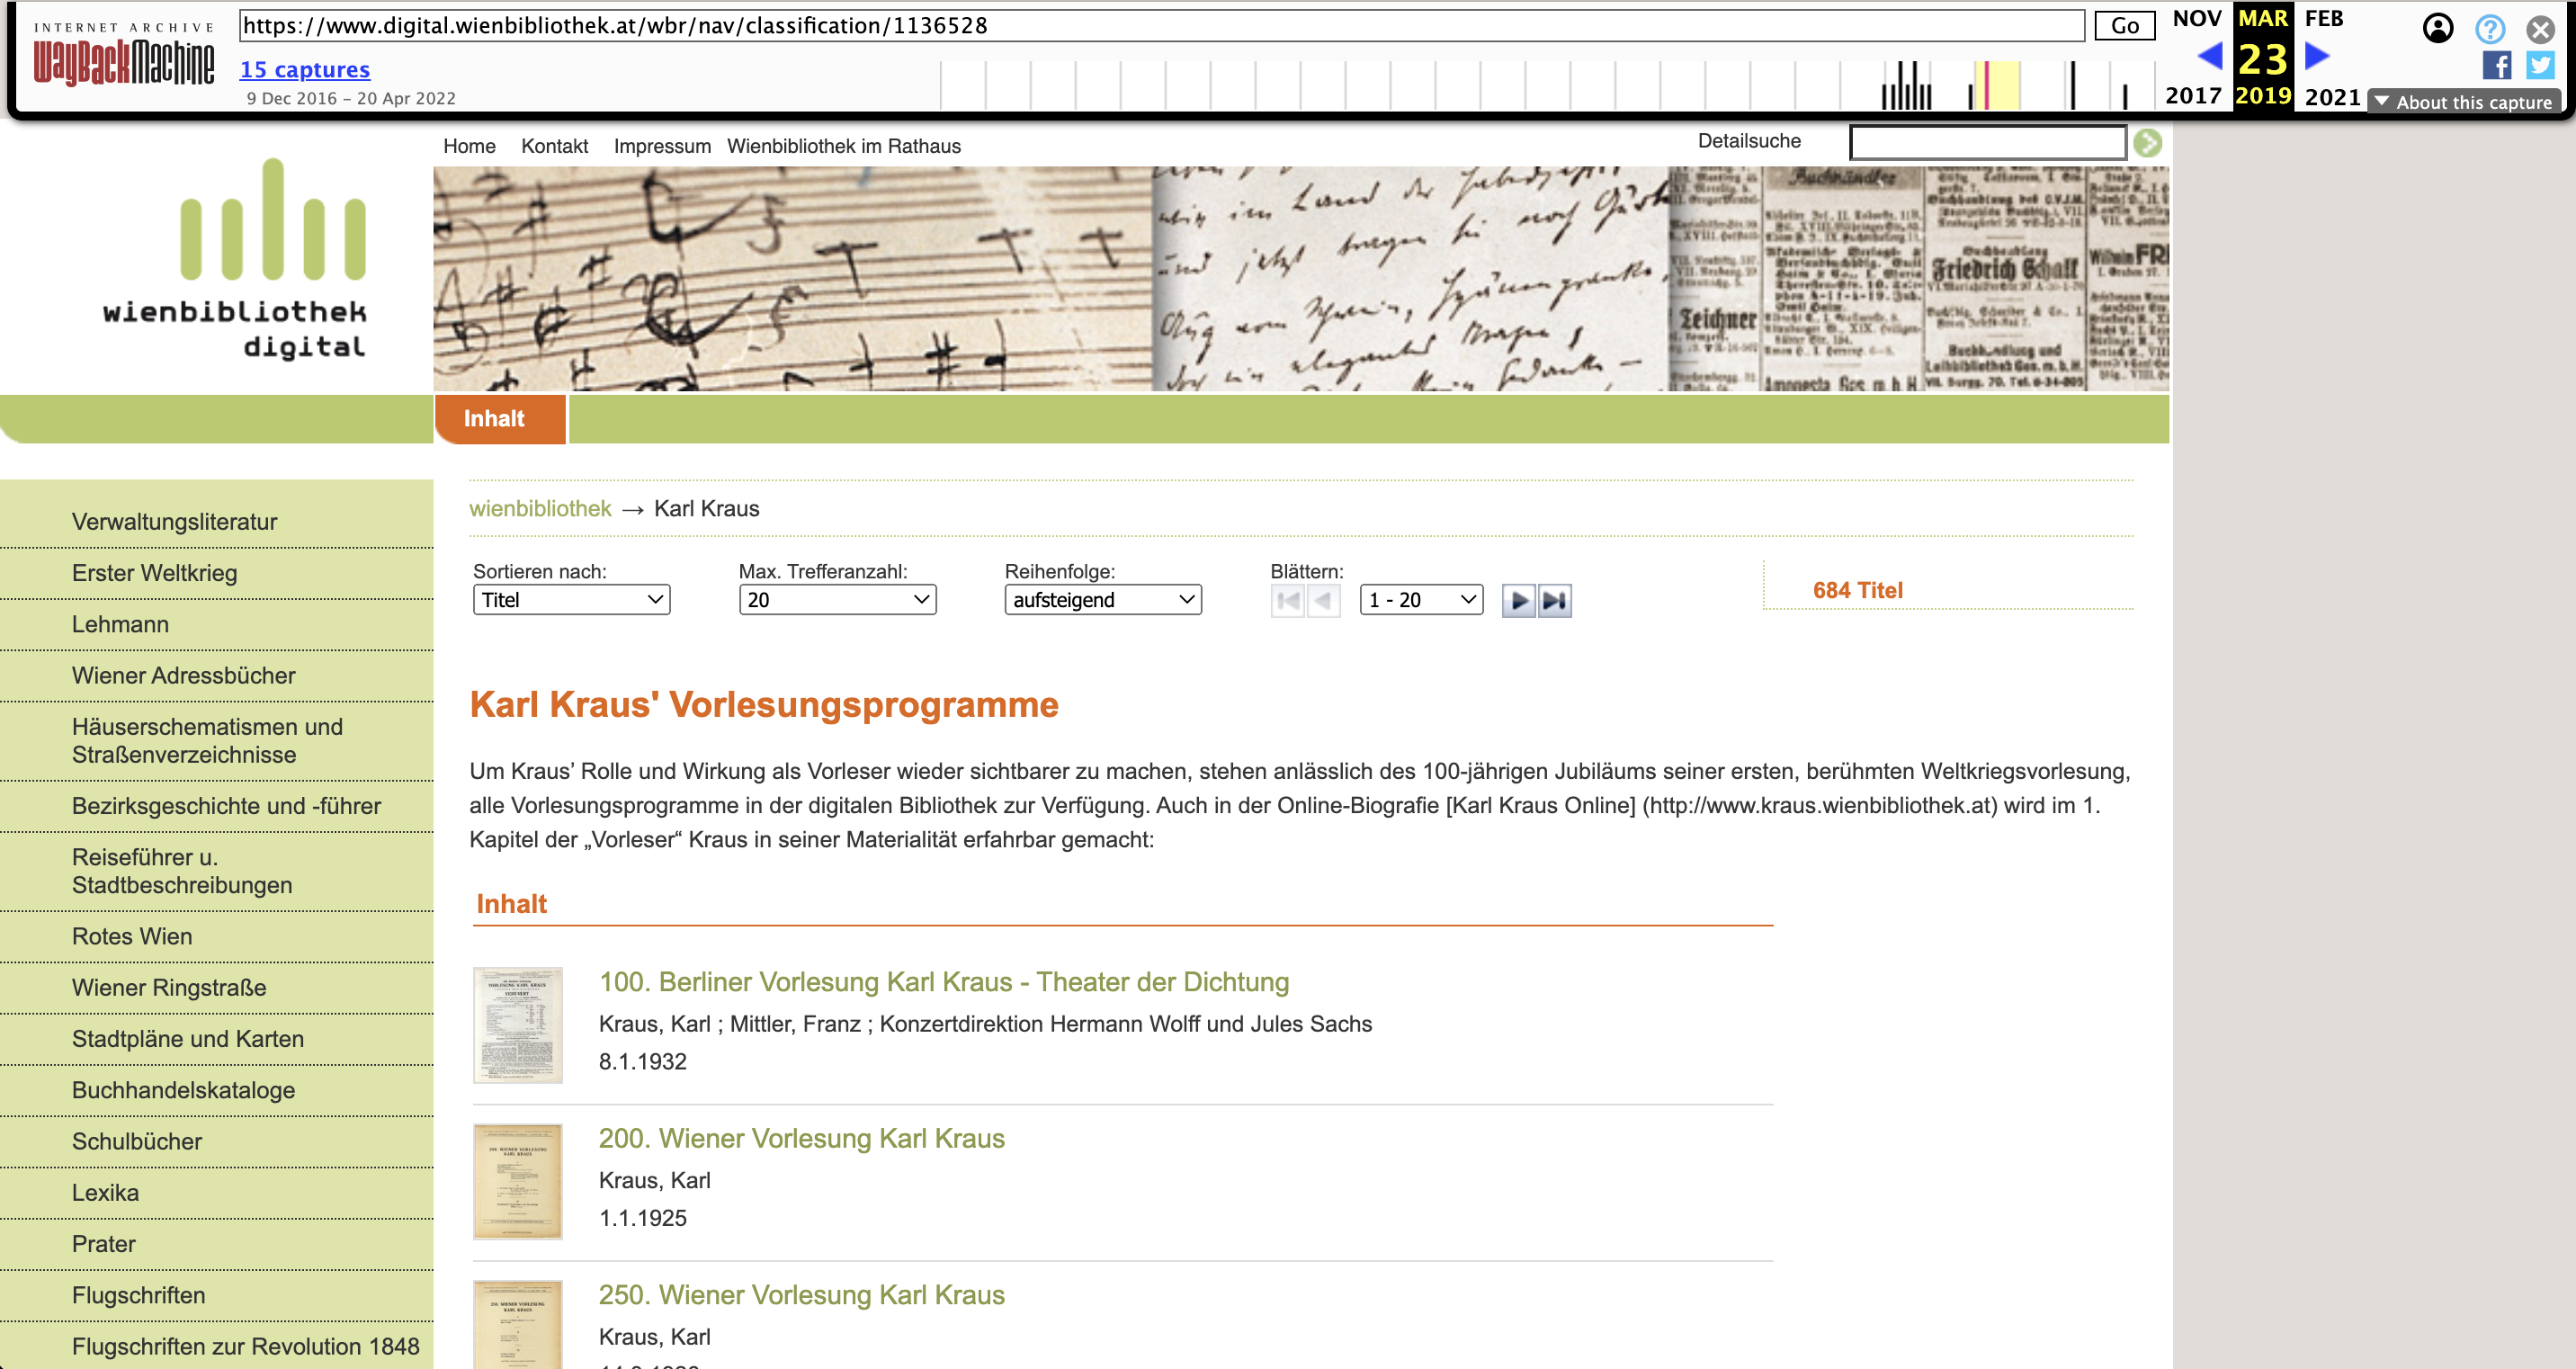 INTERNET ARCHIVE
WayBackMachine
https://www.digital.wienbibliothek.at/wbr/nav/classification/1136528
Go
NOV
MAR
FEB
15 captures
23
9 Dec 2016 – 20 Apr 2022
2017
2019
2021
About this capture
Home
Kontakt
Impressum
Wienbibliothek im Rathaus
Detailsuche
wienbibliothek
digital
Buchhändler
Friedrich Schalk
Zeichner
Inhalt
Verwaltungsliteratur
Erster Weltkrieg
Lehmann
Wiener Adressbücher
Häuserschematismen und
Straßenverzeichnisse
Bezirksgeschichte und -führer
Reiseführer u.
Stadtbeschreibungen
Rotes Wien
Wiener Ringstraße
Stadtpläne und Karten
Buchhandelskataloge
Schulbücher
Lexika
Prater
Flugschriften
Flugschriften zur Revolution 1848
wienbibliothek → Karl Kraus
Sortieren nach:
Max. Trefferanzahl:
Reihenfolge:
Blättern:
Titel
20
aufsteigend
1 - 20
684 Titel
Karl Kraus' Vorlesungsprogramme
Um Kraus’ Rolle und Wirkung als Vorleser wieder sichtbarer zu machen, stehen anlässlich des 100-jährigen Jubiläums seiner ersten, berühmten Weltkriegsvorlesung,
alle Vorlesungsprogramme in der digitalen Bibliothek zur Verfügung. Auch in der Online-Biografie [Karl Kraus Online] (http://www.kraus.wienbibliothek.at) wird im 1.
Kapitel der „Vorleser“ Kraus in seiner Materialität erfahrbar gemacht:
Inhalt
100. Berliner Vorlesung Karl Kraus - Theater der Dichtung
Kraus, Karl ; Mittler, Franz ; Konzertdirektion Hermann Wolff und Jules Sachs
8.1.1932
200. Wiener Vorlesung Karl Kraus
Kraus, Karl
1.1.1925
250. Wiener Vorlesung Karl Kraus
Kraus, Karl